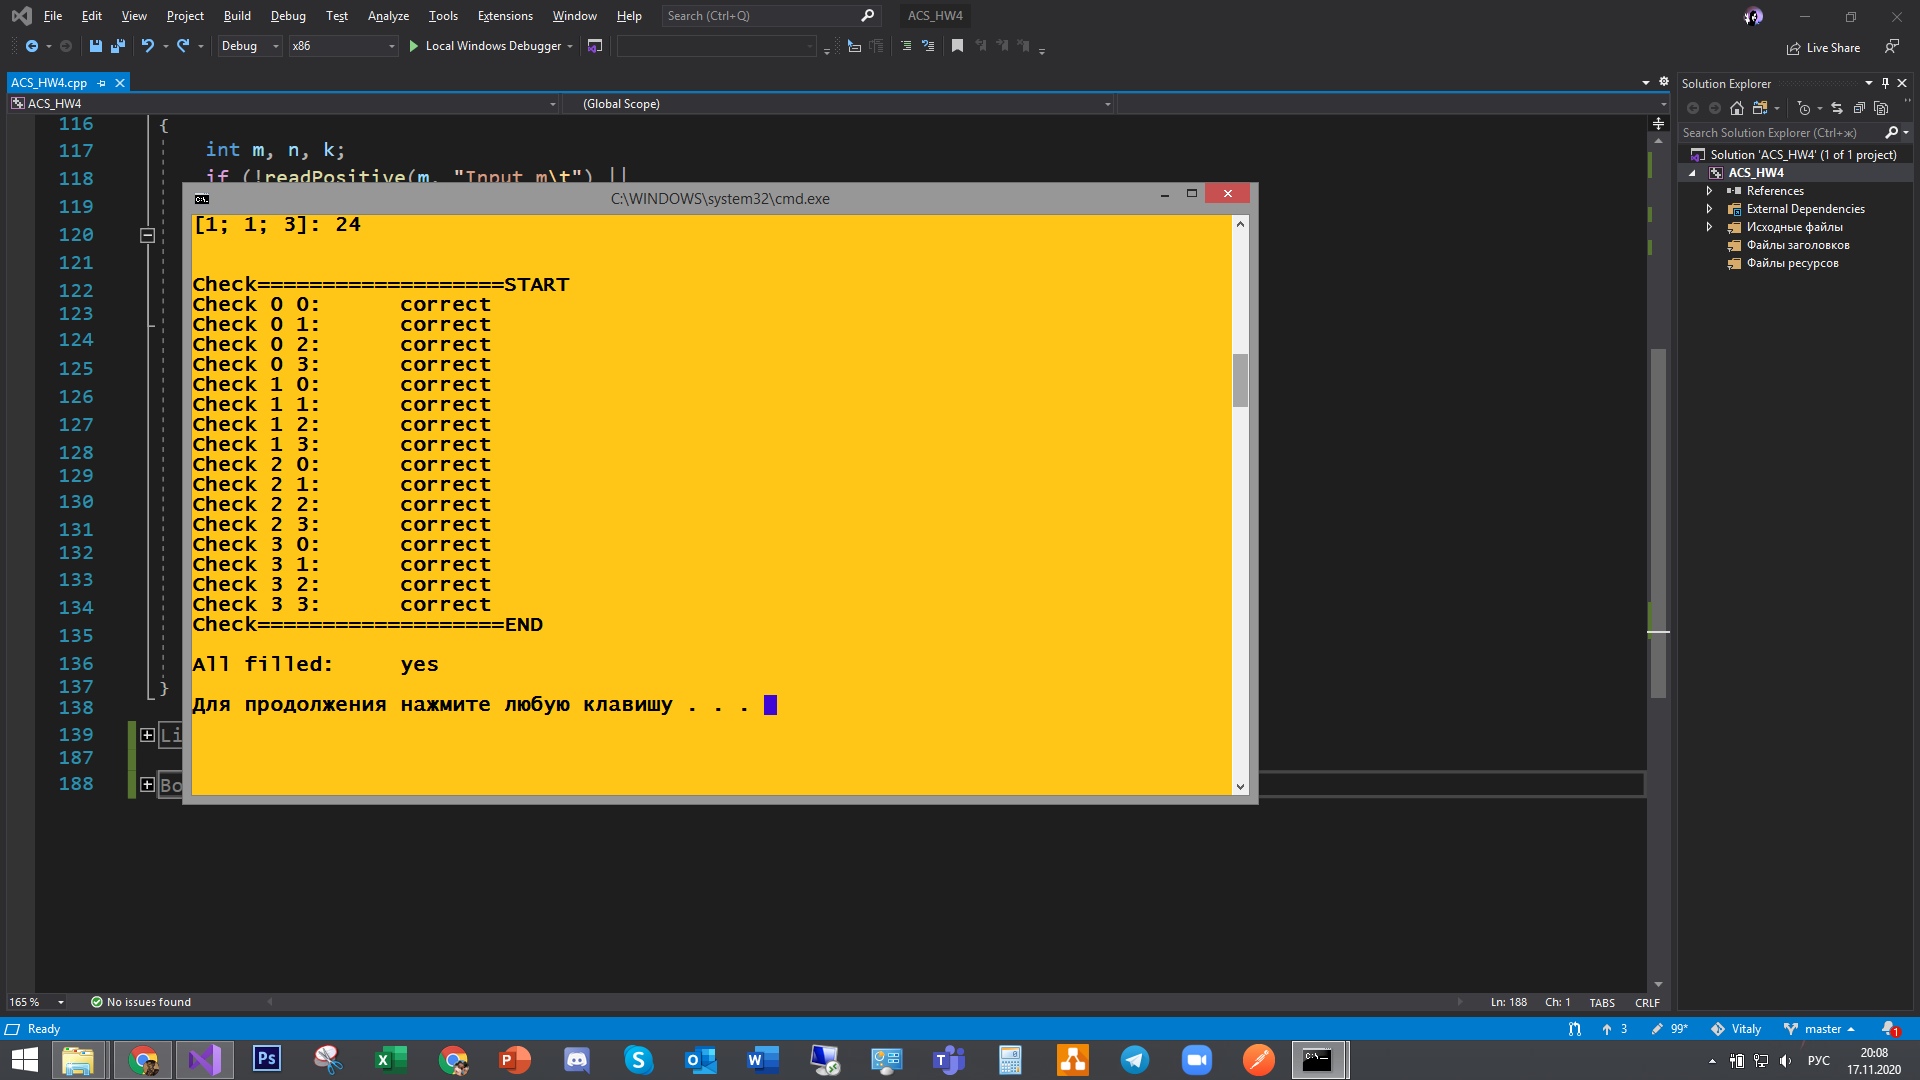 File Edit View Project Build Debug Test Analyze Tools Extensions Window Help Search (Ctrl+Q) ACS_HW4
Debug x86 Local Windows Debugger Live Share
ACS_HW4.cpp
ACS_HW4 (Global Scope)
116 {
117 int m, n, k;
118 if (!readPositive(m, "Input m\t") ||
119
120
121
122
123
124
125
126
127
128
129
130
131
132
133
134
135
136
137 }
138
139 Li
187
188 Bo
C:\WINDOWS\system32\cmd.exe
[1; 1; 3]: 24
Check===================START
Check 0 0: correct
Check 0 1: correct
Check 0 2: correct
Check 0 3: correct
Check 1 0: correct
Check 1 1: correct
Check 1 2: correct
Check 1 3: correct
Check 2 0: correct
Check 2 1: correct
Check 2 2: correct
Check 2 3: correct
Check 3 0: correct
Check 3 1: correct
Check 3 2: correct
Check 3 3: correct
Check===================END
All filled: yes
Для продолжения нажмите любую клавишу . . .
Solution Explorer
Search Solution Explorer (Ctrl+ж)
Solution 'ACS_HW4' (1 of 1 project)
ACS_HW4
References
External Dependencies
Исходные файлы
Файлы заголовков
Файлы ресурсов
165 % No issues found Ln: 188 Ch: 1 TABS CRLF
Ready 3 99* Vitaly master 1
РУС 20:08
17.11.2020